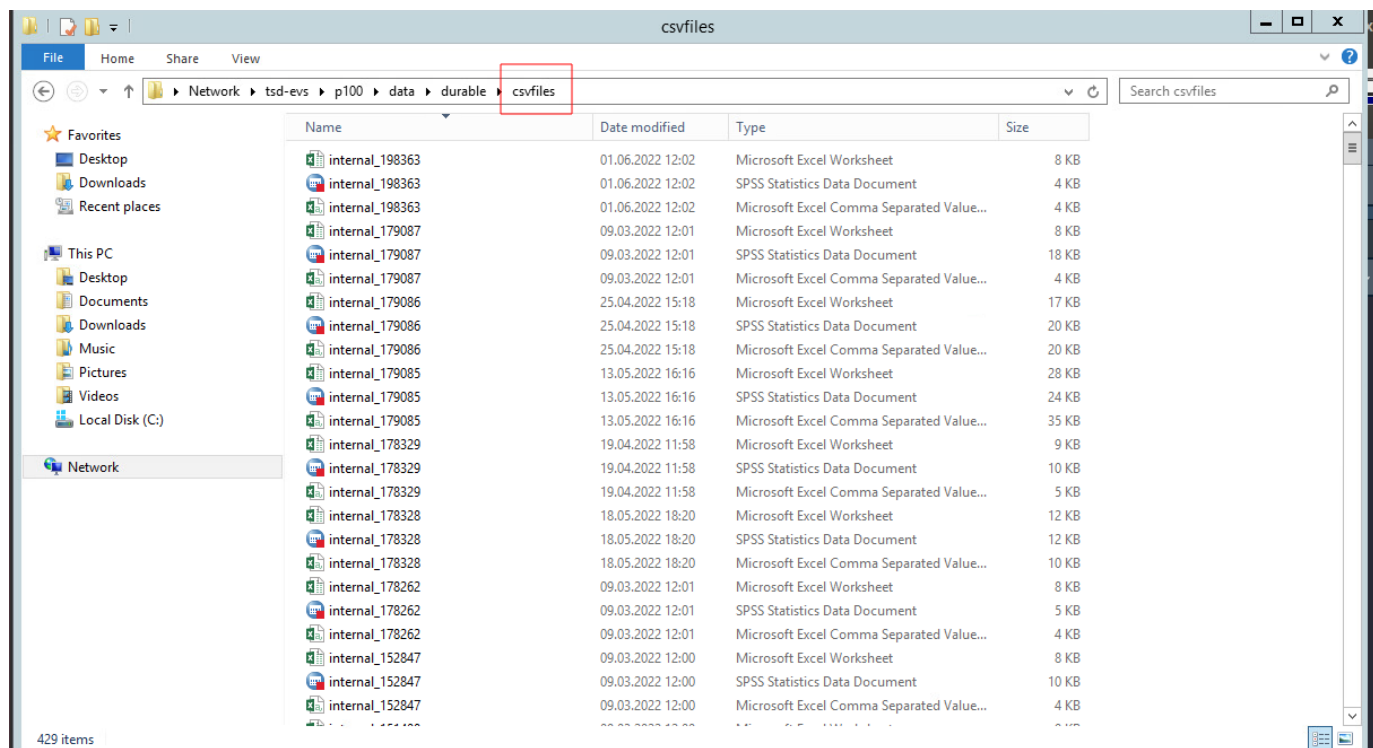 csvfiles
File Home Share View
Network tsd-evs p100 data durable csvfiles Search csvfiles
Favorites
Desktop
Downloads
Recent places
This PC
Desktop
Documents
Downloads
Music
Pictures
Videos
Local Disk (C:)
Network
Name Date modified Type Size
internal_198363 01.06.2022 12:02 Microsoft Excel Worksheet 8 KB
internal_198363 01.06.2022 12:02 SPSS Statistics Data Document 4 KB
internal_198363 01.06.2022 12:02 Microsoft Excel Comma Separated Value... 4 KB
internal_179087 09.03.2022 12:01 Microsoft Excel Worksheet 8 KB
internal_179087 09.03.2022 12:01 SPSS Statistics Data Document 18 KB
internal_179087 09.03.2022 12:01 Microsoft Excel Comma Separated Value... 4 KB
internal_179086 25.04.2022 15:18 Microsoft Excel Worksheet 17 KB
internal_179086 25.04.2022 15:18 SPSS Statistics Data Document 20 KB
internal_179086 25.04.2022 15:18 Microsoft Excel Comma Separated Value... 20 KB
internal_179085 13.05.2022 16:16 Microsoft Excel Worksheet 28 KB
internal_179085 13.05.2022 16:16 SPSS Statistics Data Document 24 KB
internal_179085 13.05.2022 16:16 Microsoft Excel Comma Separated Value... 35 KB
internal_178329 19.04.2022 11:58 Microsoft Excel Worksheet 9 KB
internal_178329 19.04.2022 11:58 SPSS Statistics Data Document 10 KB
internal_178329 19.04.2022 11:58 Microsoft Excel Comma Separated Value... 5 KB
internal_178328 18.05.2022 18:20 Microsoft Excel Worksheet 12 KB
internal_178328 18.05.2022 18:20 SPSS Statistics Data Document 12 KB
internal_178328 18.05.2022 18:20 Microsoft Excel Comma Separated Value... 10 KB
internal_178262 09.03.2022 12:01 Microsoft Excel Worksheet 8 KB
internal_178262 09.03.2022 12:01 SPSS Statistics Data Document 5 KB
internal_178262 09.03.2022 12:01 Microsoft Excel Comma Separated Value... 4 KB
internal_152847 09.03.2022 12:00 Microsoft Excel Worksheet 8 KB
internal_152847 09.03.2022 12:00 SPSS Statistics Data Document 10 KB
internal_152847 09.03.2022 12:00 Microsoft Excel Comma Separated Value... 4 KB
429 items